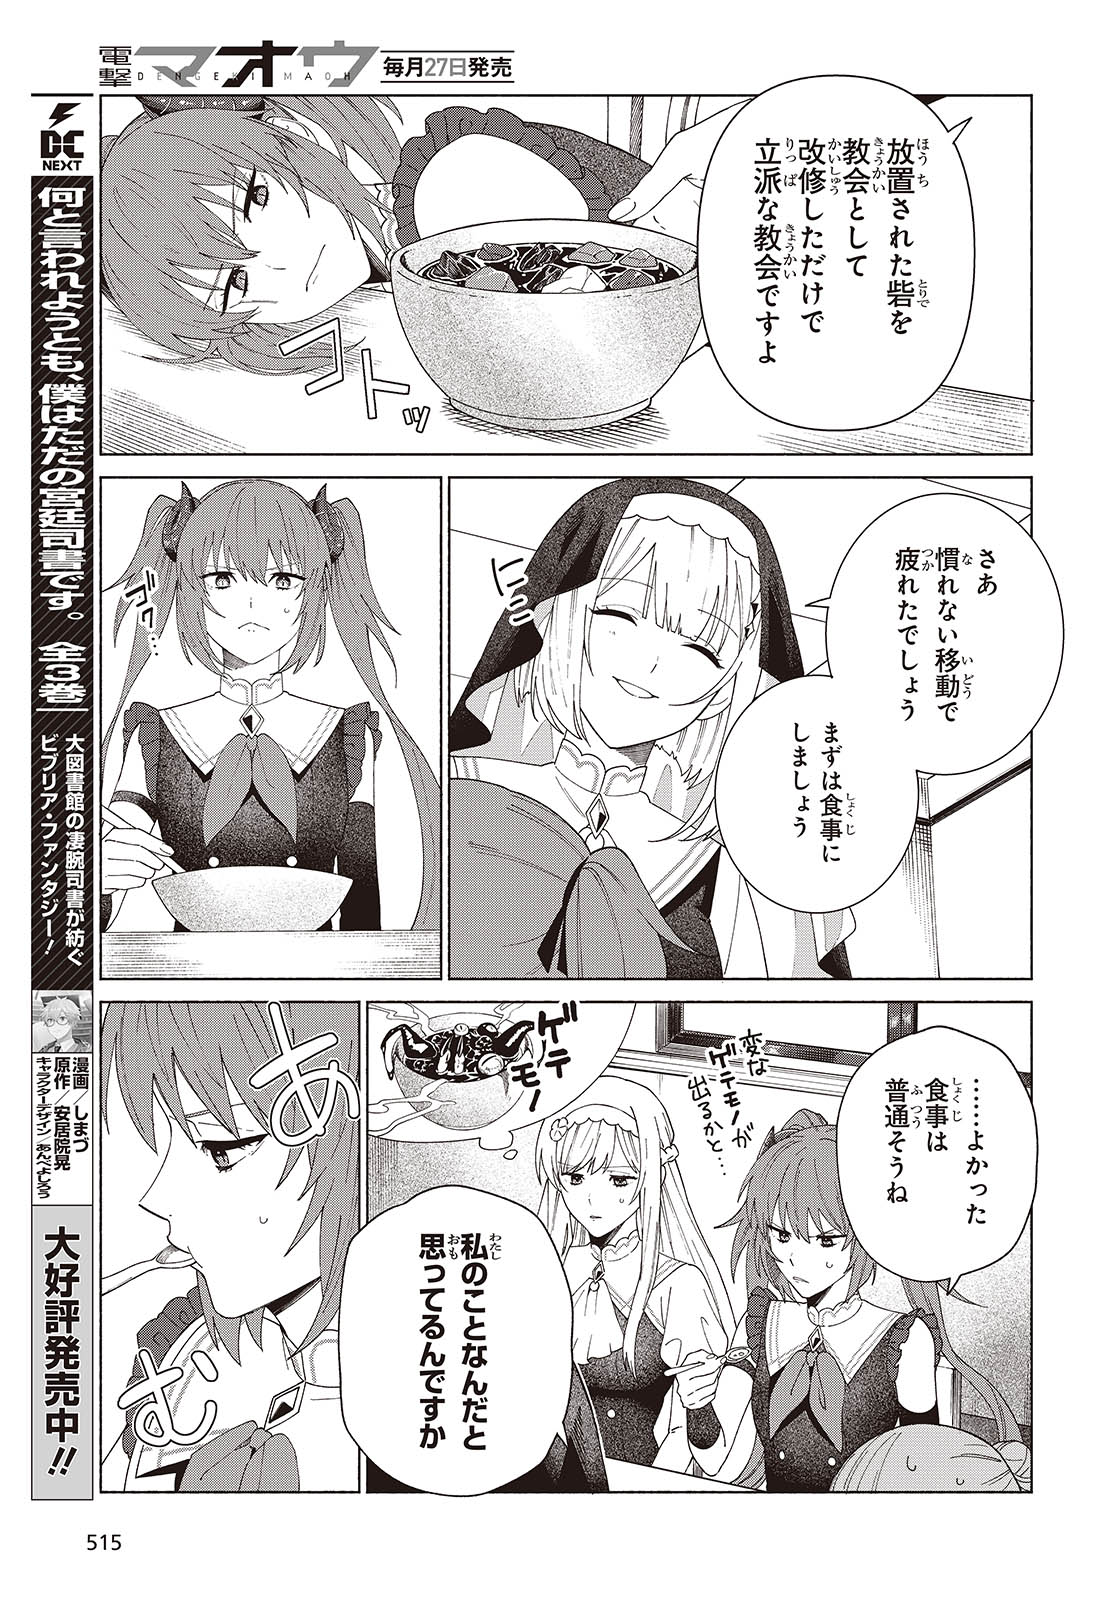 電撃マオウ
DENGEKI MAOH
毎月27日発売
放置された砦を
教会として
改修しただけで
立派な教会ですよ
コトッ
さあ
慣れない移動で
疲れたでしょう
まずは食事に
しましょう
ニコニコ
……よかった
食事は
普通そうね
変な
ゲテモノが
出るかと…
ゲテモノ
私のことなんだと
思ってるんですか
あむ
DC
NEXT
何と言われようとも、僕はただの宮廷司書です。 全3巻
大図書館の凄腕司書が紡ぐ
ビブリア・ファンタジー！
漫画／しまづ
原作／安居院晃
キャラクターデザイン／あんべよしろう
大好評発売中!!
515